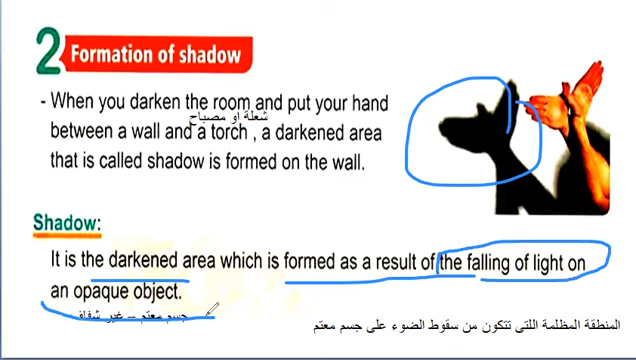 2 Formation of shadow
- When you darken the room and put your hand
شعلة او مصباح
between a wall and a torch , a darkened area
that is called shadow is formed on the wall.
Shadow:
It is the darkened area which is formed as a result of the falling of light on
an opaque object.
جسم معتم – غير شفاف
المنطقة المظلمة اللتى تتكون من سقوط الضوء على جسم معتم